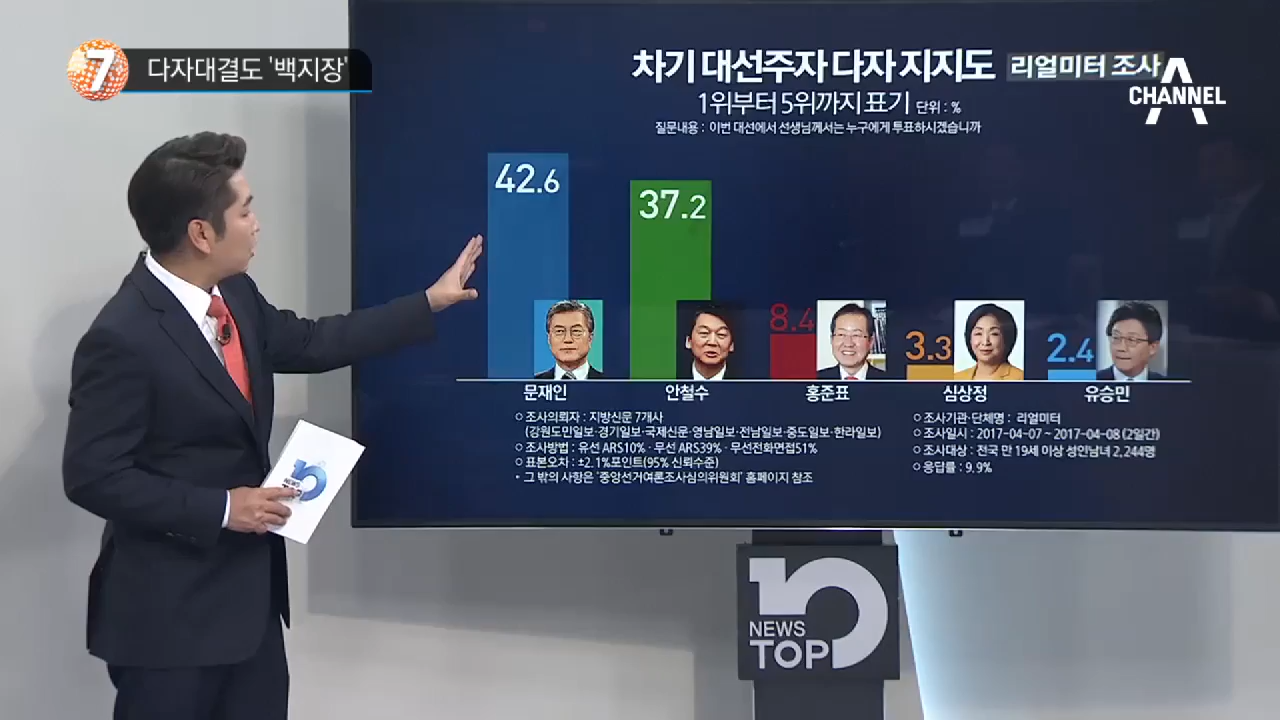 7 다자대결도 '백지장'
차기 대선주자 다자 지지도 리얼미터 조사
CHANNEL A
1위부터 5위까지 표기 단위 : %
질문내용 : 이번 대선에서 선생님께서는 누구에게 투표하시겠습니까
42.6
37.2
8.4
3.3
2.4
문재인 안철수 홍준표 심상정 유승민
○ 조사의뢰자 : 지방신문 7개사
(강원도민일보·경기일보·국제신문·영남일보·전남일보·중도일보·한라일보)
○ 조사방법 : 유선 ARS10% · 무선 ARS39% · 무선전화면접51%
○ 표본오차 : ±2.1%포인트(95% 신뢰수준)
* 그 밖의 사항은 '중앙선거여론조사심의위원회' 홈페이지 참조
○ 조사기관·단체명 : 리얼미터
○ 조사일시 : 2017-04-07 ~ 2017-04-08 (2일간)
○ 조사대상 : 전국 만 19세 이상 성인남녀 2,244명
○ 응답률 : 9.9%
NEWS
10
NEWS
TOP 10